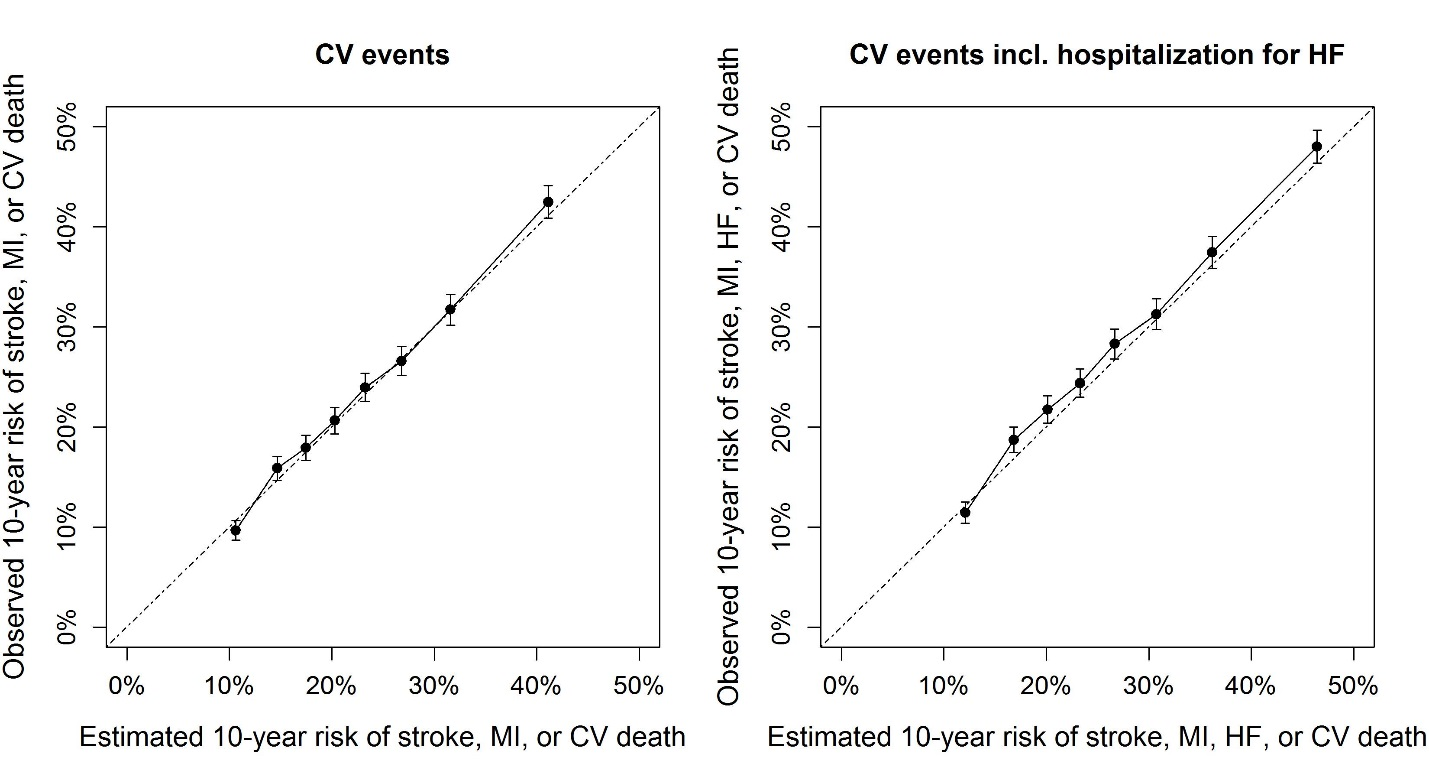 CV events
Observed 10-year risk of stroke, MI, or CV death
50%
40%
30%
20%
10%
0%
0% 10% 20% 30% 40% 50%
Estimated 10-year risk of stroke, MI, or CV death
CV events incl. hospitalization for HF
Observed 10-year risk of stroke, MI, HF, or CV death
50%
40%
30%
20%
10%
0%
0% 10% 20% 30% 40% 50%
Estimated 10-year risk of stroke, MI, HF, or CV death